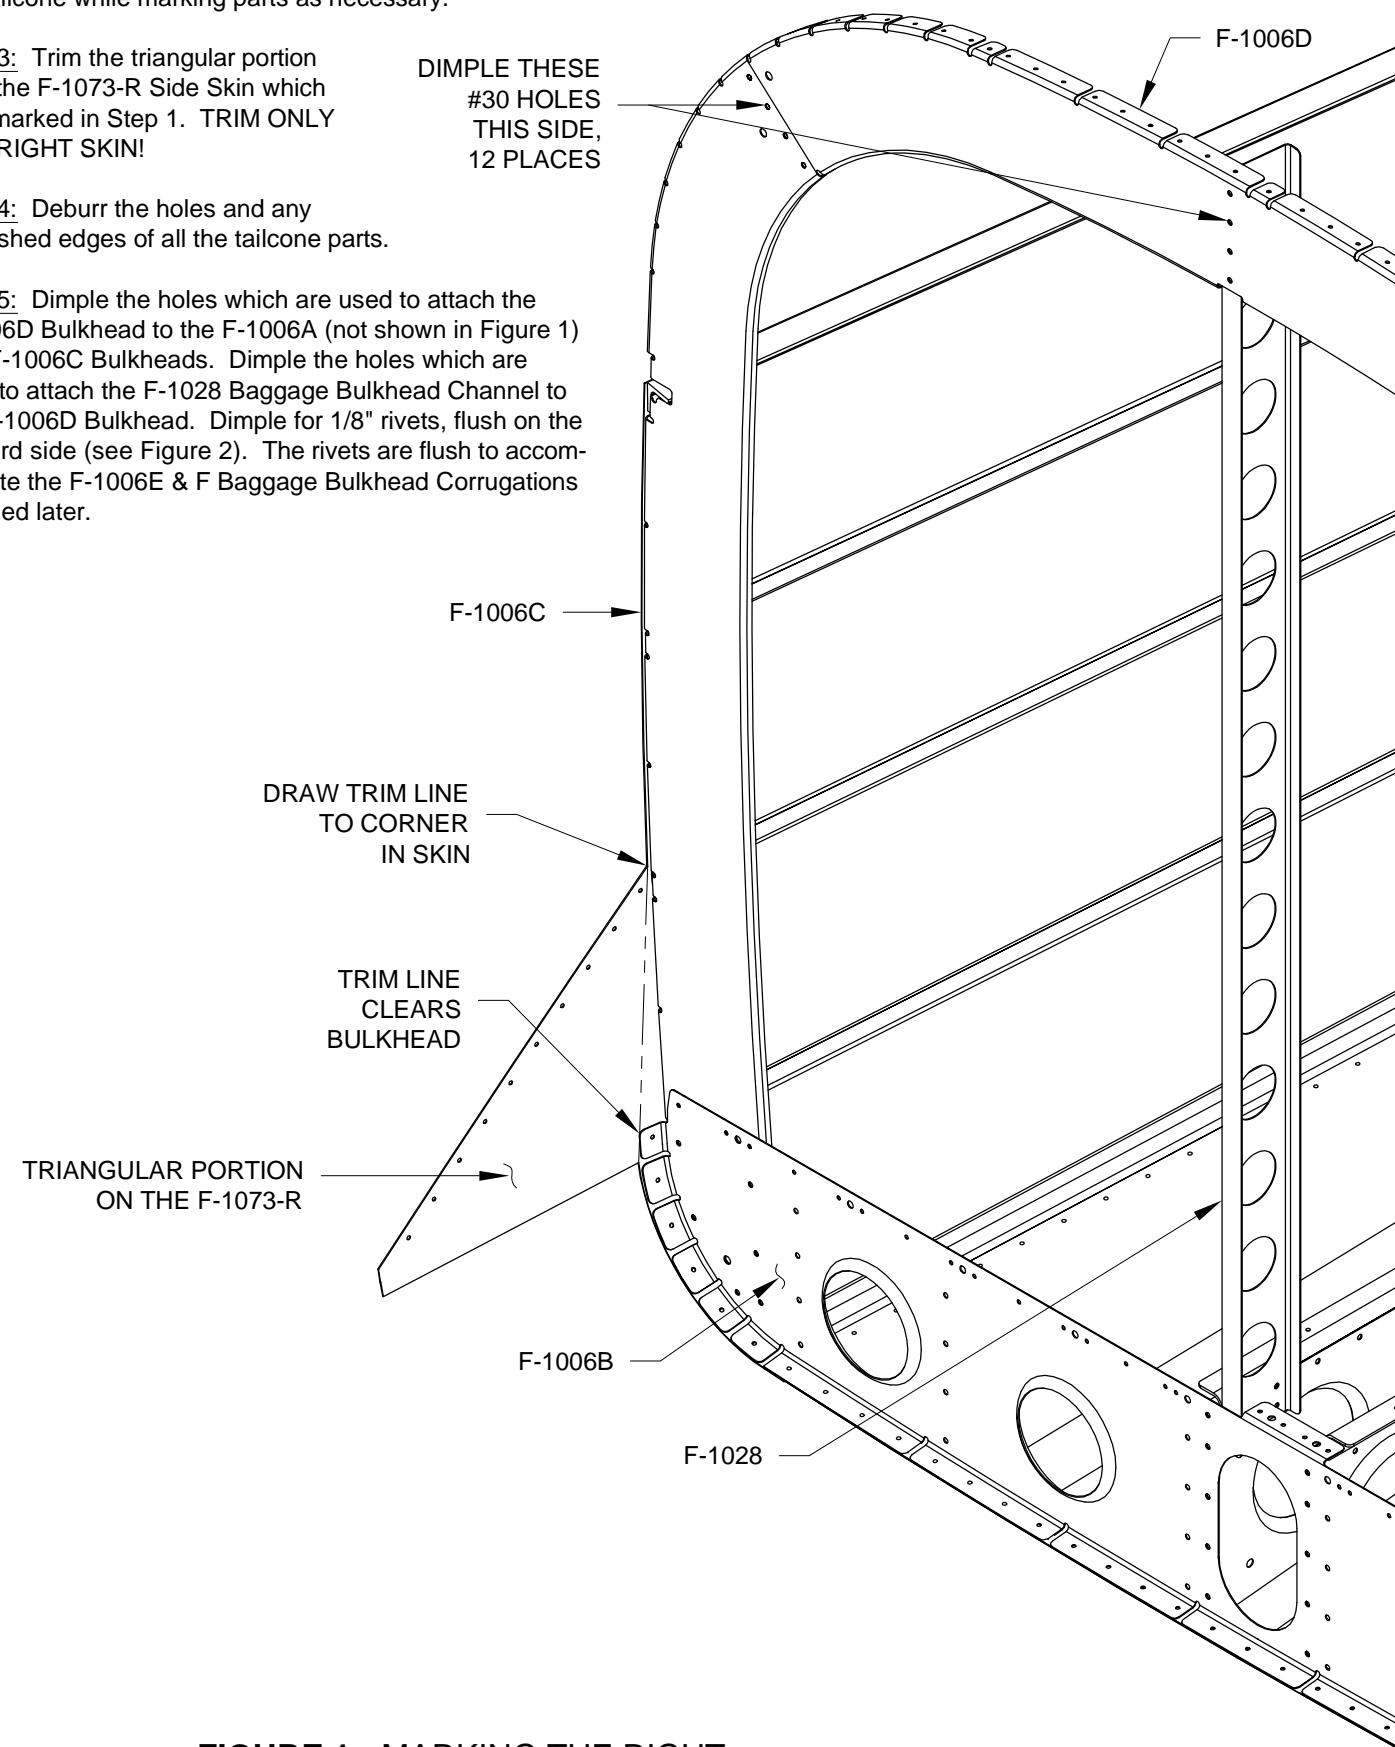 ilcone while marking parts as necessary.
3: Trim the triangular portion
the F-1073-R Side Skin which
marked in Step 1. TRIM ONLY
RIGHT SKIN!
4: Deburr the holes and any
shed edges of all the tailcone parts.
5: Dimple the holes which are used to attach the
06D Bulkhead to the F-1006A (not shown in Figure 1)
F-1006C Bulkheads. Dimple the holes which are
to attach the F-1028 Baggage Bulkhead Channel to
-1006D Bulkhead. Dimple for 1/8" rivets, flush on the
rd side (see Figure 2). The rivets are flush to accom-
te the F-1006E & F Baggage Bulkhead Corrugations
ed later.
DIMPLE THESE
#30 HOLES
THIS SIDE,
12 PLACES
F-1006D
F-1006C
DRAW TRIM LINE
TO CORNER
IN SKIN
TRIM LINE
CLEARS
BULKHEAD
TRIANGULAR PORTION
ON THE F-1073-R
F-1006B
F-1028
FIGURE 1: MARKING THE RIGHT